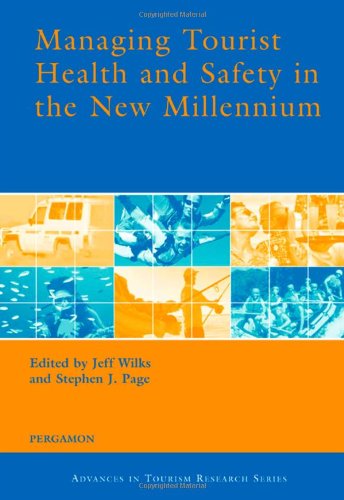 Managing Tourist
Health and Safety in
the New Millennium
Edited by Jeff Wilks
and Stephen J. Page
PERGAMON
ADVANCES IN TOURISM RESEARCH SERIES